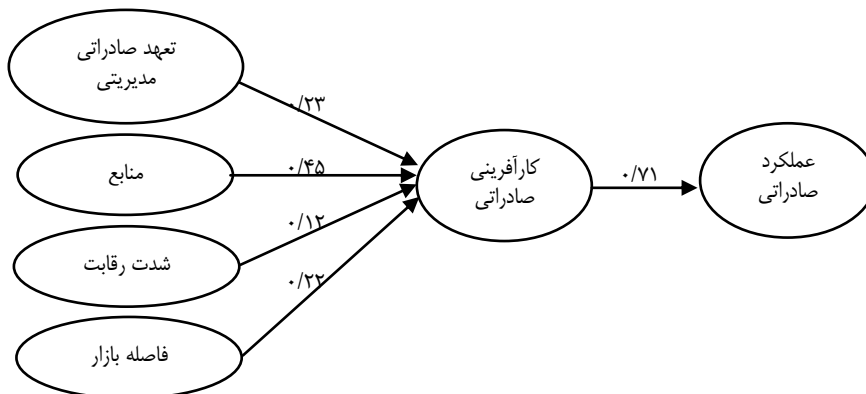 تعهد صادراتی
مدیریتی
۰/۲۳
منابع
۰/۴۵
کارآفرینی
صادراتی
۰/۷۱
عملکرد
صادراتی
شدت رقابت
۰/۱۲
۰/۲۲
فاصله بازار